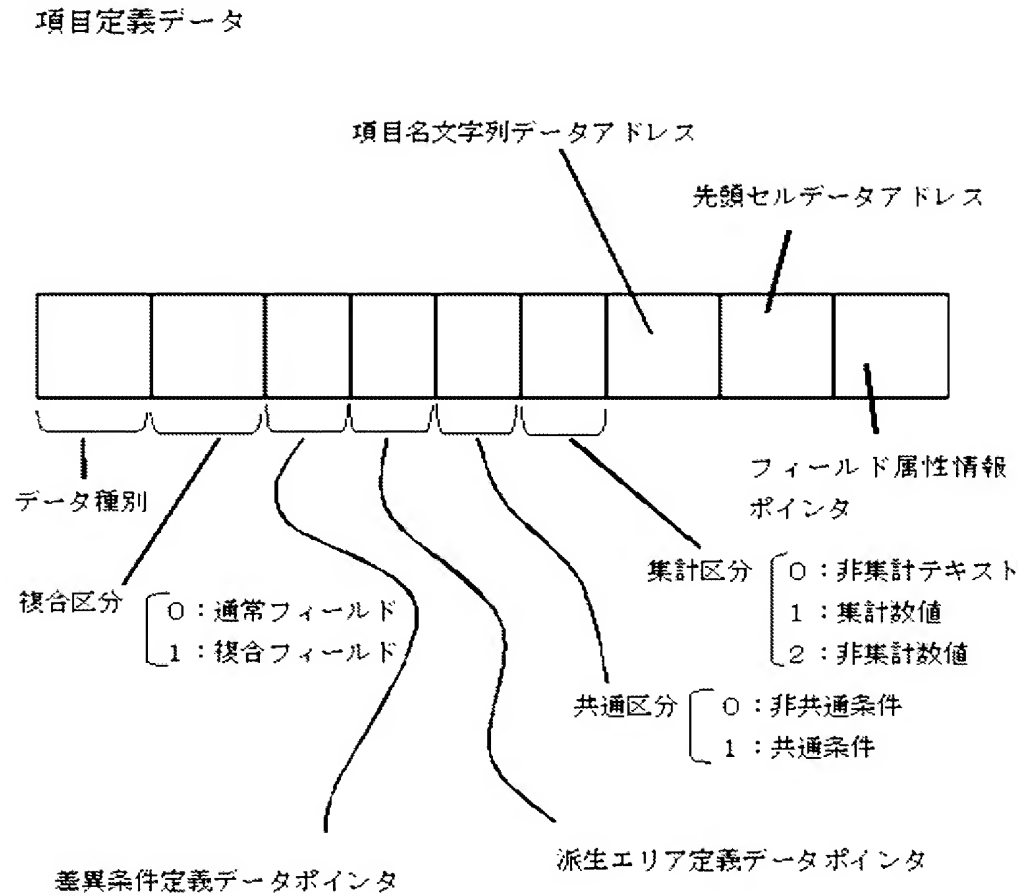 項目定義データ
項目名文字列データアドレス
先頭セルデータアドレス
データ種別
フィールド属性情報
ポインタ
複合区分
０：通常フィールド
１：複合フィールド
集計区分
０：非集計テキスト
１：集計数値
２：非集計数値
共通区分
０：非共通条件
１：共通条件
差異条件定義データポインタ
派生エリア定義データポインタ